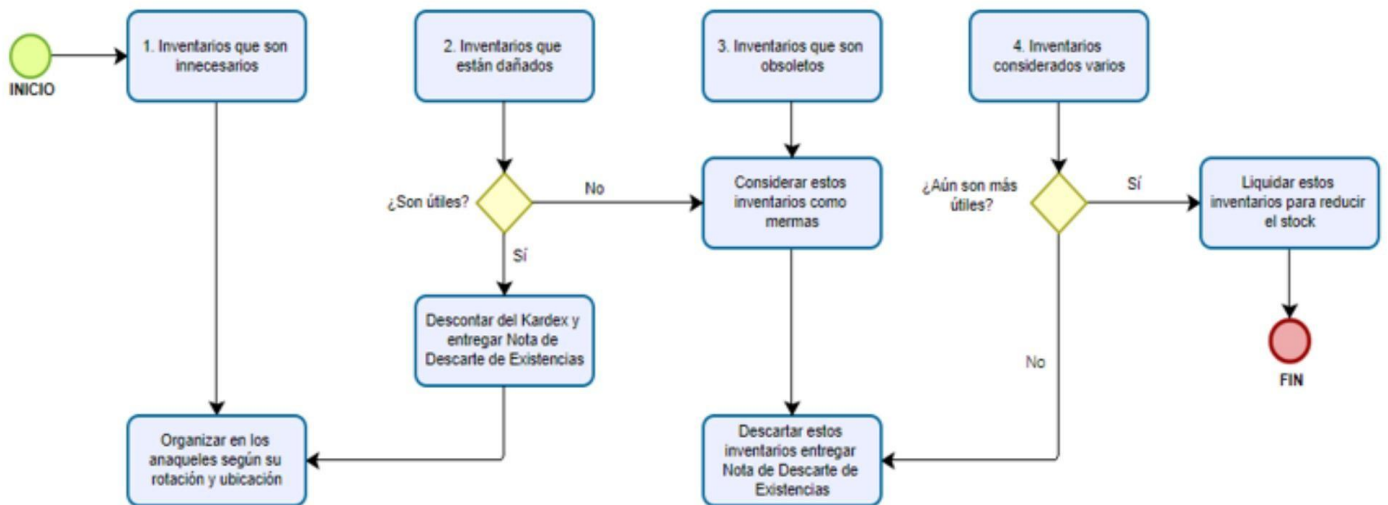 INICIO
1. Inventarios que son
innecesarios
2. Inventarios que
están dañados
3. Inventarios que son
obsoletos
4. Inventarios
considerados varios
¿Son útiles?
No
Sí
Considerar estos
inventarios como
mermas
¿Aún son más
útiles?
Sí
No
Liquidar estos
inventarios para reducir
el stock
FIN
Descontar del Kardex y
entregar Nota de
Descarte de Existencias
Organizar en los
anaqueles según su
rotación y ubicación
Descartar estos
inventarios entregar
Nota de Descarte de
Existencias